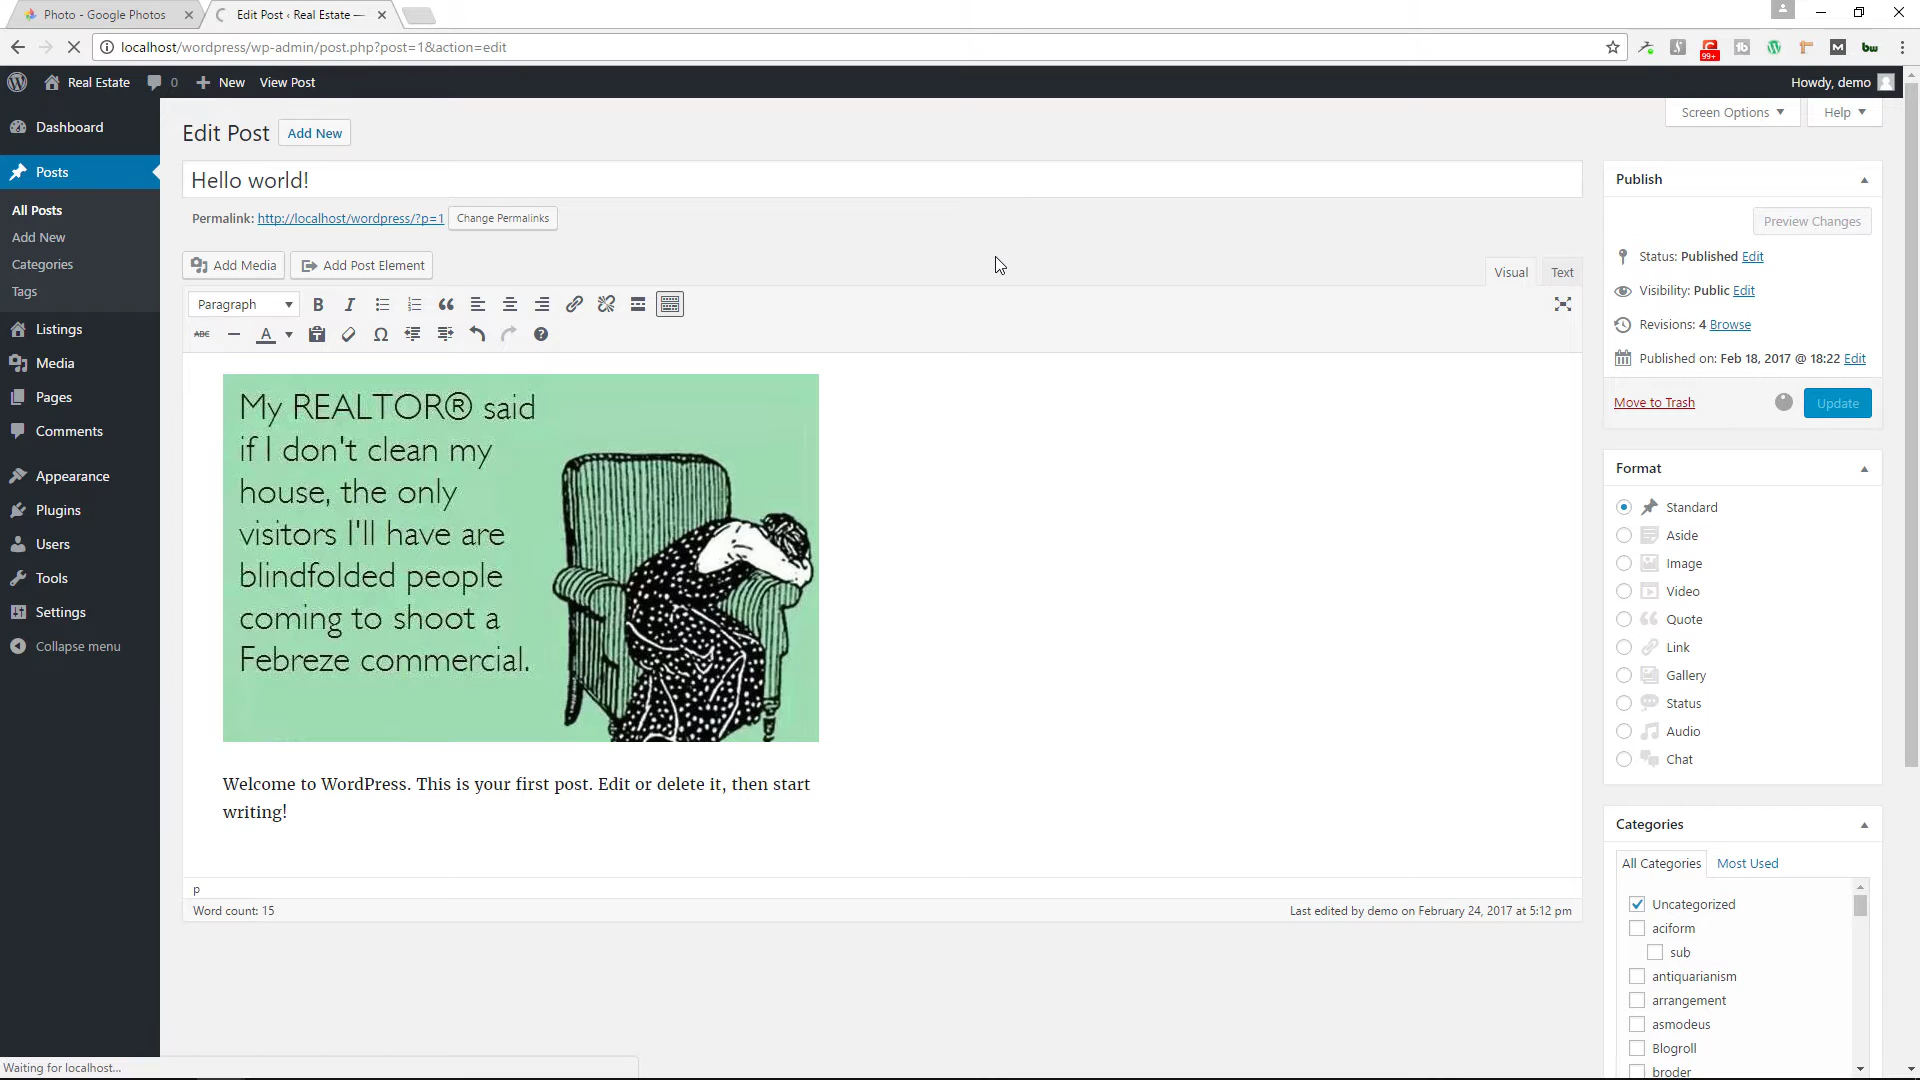 Photo - Google Photos
Edit Post ‹ Real Estate —
localhost/wordpress/wp-admin/post.php?post=1&action=edit
99+
tb
M
bw
Real Estate
0
New
View Post
Howdy, demo
Dashboard
Posts
All Posts
Add New
Categories
Tags
Listings
Media
Pages
Comments
Appearance
Plugins
Users
Tools
Settings
Collapse menu
Screen Options
Help
Edit Post
Add New
Hello world!
Permalink: http://localhost/wordpress/?p=1
Change Permalinks
Add Media
Add Post Element
Visual
Text
Paragraph
B
I
ABC
A
Ω
My REALTOR® said
if I don't clean my
house, the only
visitors I'll have are
blindfolded people
coming to shoot a
Febreze commercial.
Welcome to WordPress. This is your first post. Edit or delete it, then start
writing!
p
Word count: 15
Last edited by demo on February 24, 2017 at 5:12 pm
Publish
Preview Changes
Status: Published Edit
Visibility: Public Edit
Revisions: 4 Browse
Published on: Feb 18, 2017 @ 18:22 Edit
Move to Trash
Update
Format
Standard
Aside
Image
Video
Quote
Link
Gallery
Status
Audio
Chat
Categories
All Categories
Most Used
Uncategorized
aciform
sub
antiquarianism
arrangement
asmodeus
Blogroll
broder
Waiting for localhost...